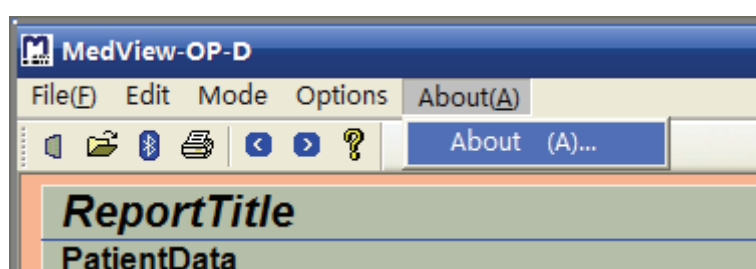 MedView-OP-D
File(F) Edit Mode Options About(A)
About (A)...
ReportTitle
PatientData